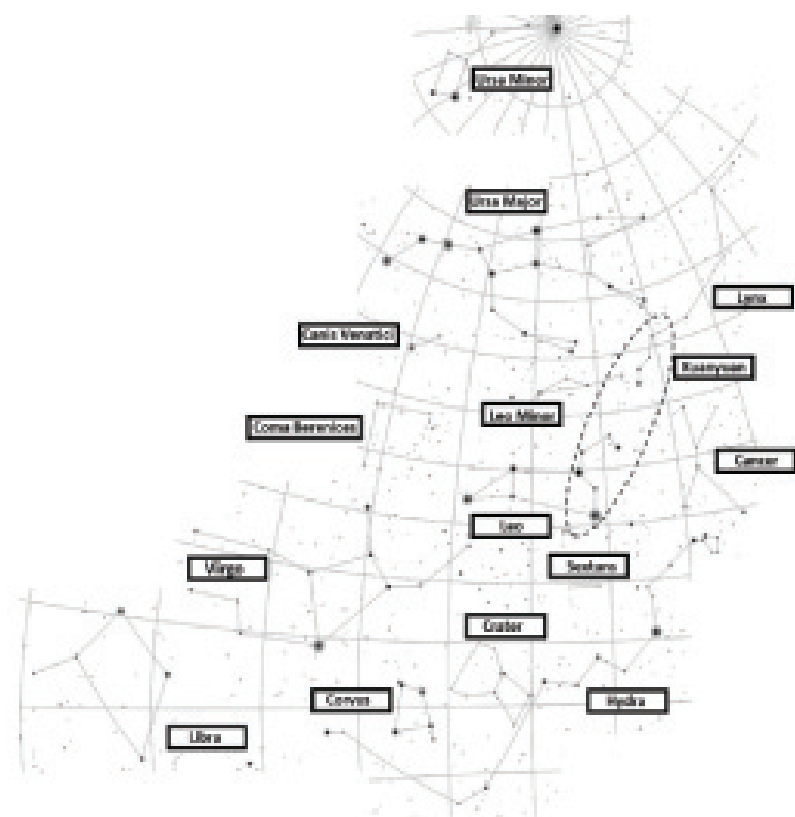 Ursa Minor
Ursa Major
Lynx
Canis Venatici
Xuanyuan
Leo Minor
Coma Berenices
Cancer
Leo
Sextans
Virgo
Crater
Corvus
Hydra
Libra